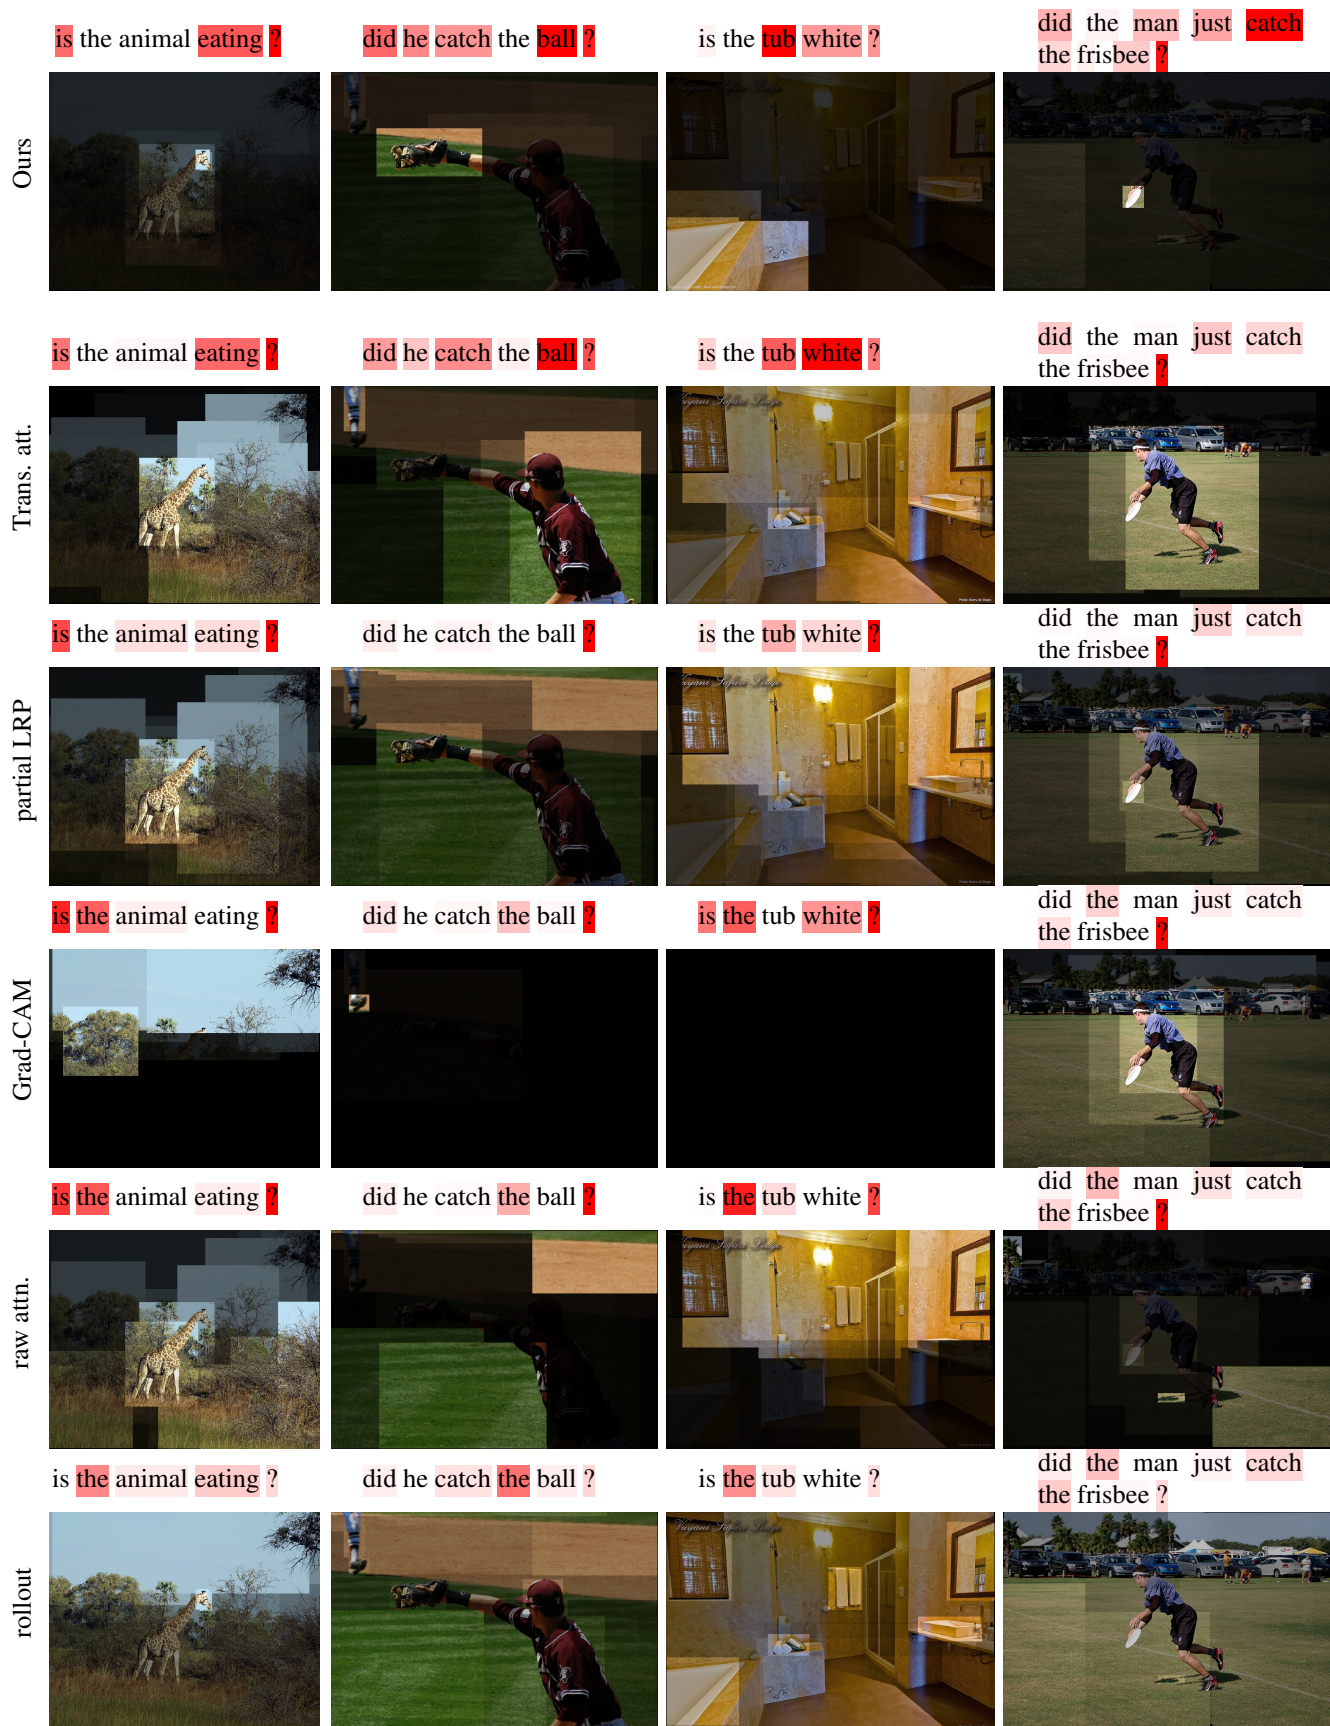 is the animal eating ?
did he catch the ball ?
is the tub white ?
did the man just catch
the frisbee ?
Ours
is the animal eating ?
did he catch the ball ?
is the tub white ?
did the man just catch
the frisbee ?
Trans. att.
is the animal eating ?
did he catch the ball ?
is the tub white ?
did the man just catch
the frisbee ?
partial LRP
is the animal eating ?
did he catch the ball ?
is the tub white ?
did the man just catch
the frisbee ?
Grad-CAM
is the animal eating ?
did he catch the ball ?
is the tub white ?
did the man just catch
the frisbee ?
raw attn.
is the animal eating ?
did he catch the ball ?
is the tub white ?
did the man just catch
the frisbee ?
rollout